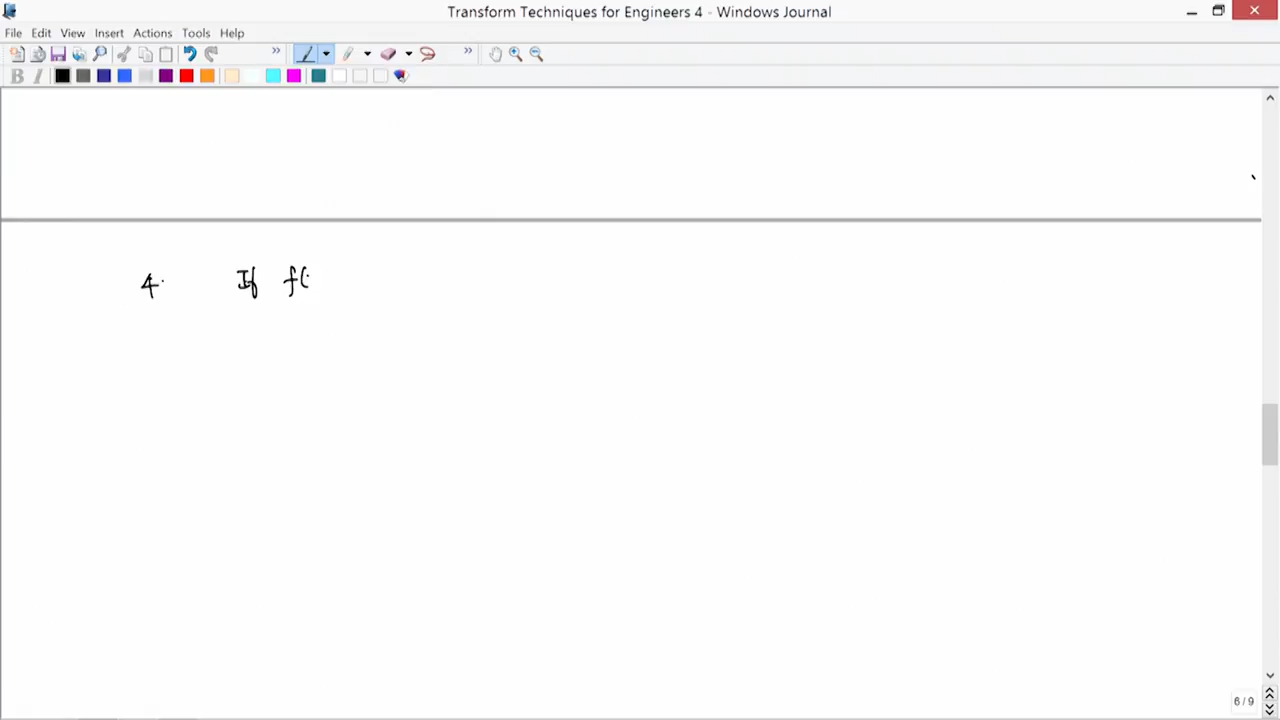 Transform Techniques for Engineers 4 - Windows Journal
File Edit View Insert Actions Tools Help
B I
4. If f(
6 / 9